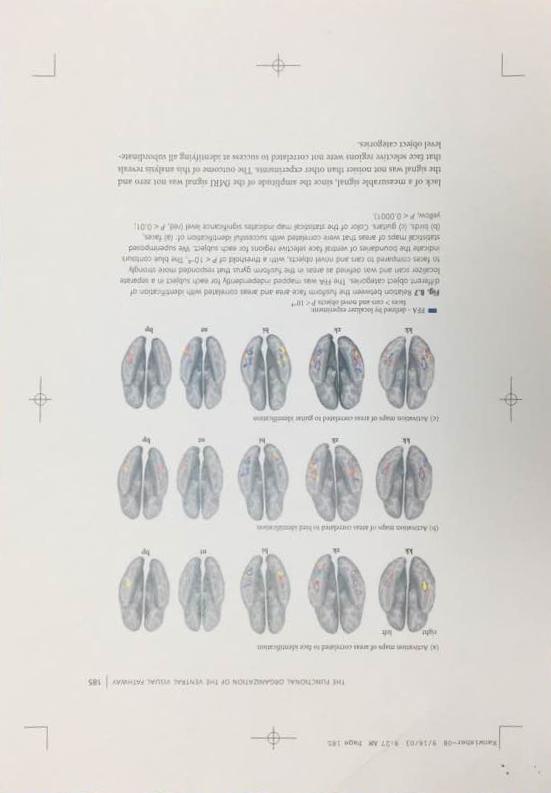 Kanwisher-08 9/16/03 9:27 AM Page 185
THE FUNCTIONAL ORGANIZATION OF THE VENTRAL VISUAL PATHWAY 185
(a) Activation maps of areas correlated to face identification
right left
kk zk bi nt hp
(b) Activation maps of areas correlated to bird identification
kk zk bi nt hp
(c) Activation maps of areas correlated to guitar identification
kk zk bi nt hp
FFA - defined by localizer experiment:
faces > cars and novel objects P < 10⁻⁴
Fig. 8.7 Relation between the fusiform face area and areas correlated with identification of
different object categories. The FFA was mapped independently for each subject in a separate
localizer scan and was defined as areas in the fusiform gyrus that responded more strongly
to faces compared to cars and novel objects, with a threshold of P < 10⁻⁴. The blue contours
indicate the boundaries of ventral face selective regions for each subject. We superimposed
statistical maps of areas that were correlated with successful identification of: (a) faces,
(b) birds, (c) guitars. Color of the statistical map indicates significance level (red, P < 0.01;
yellow, P < 0.0001).
lack of a measurable signal, since the amplitude of the fMRI signal was not zero and
the signal was not noisier than other experiments. The outcome of this analysis reveals
that face selective regions were not correlated to success at identifying all subordinate-
level object categories.